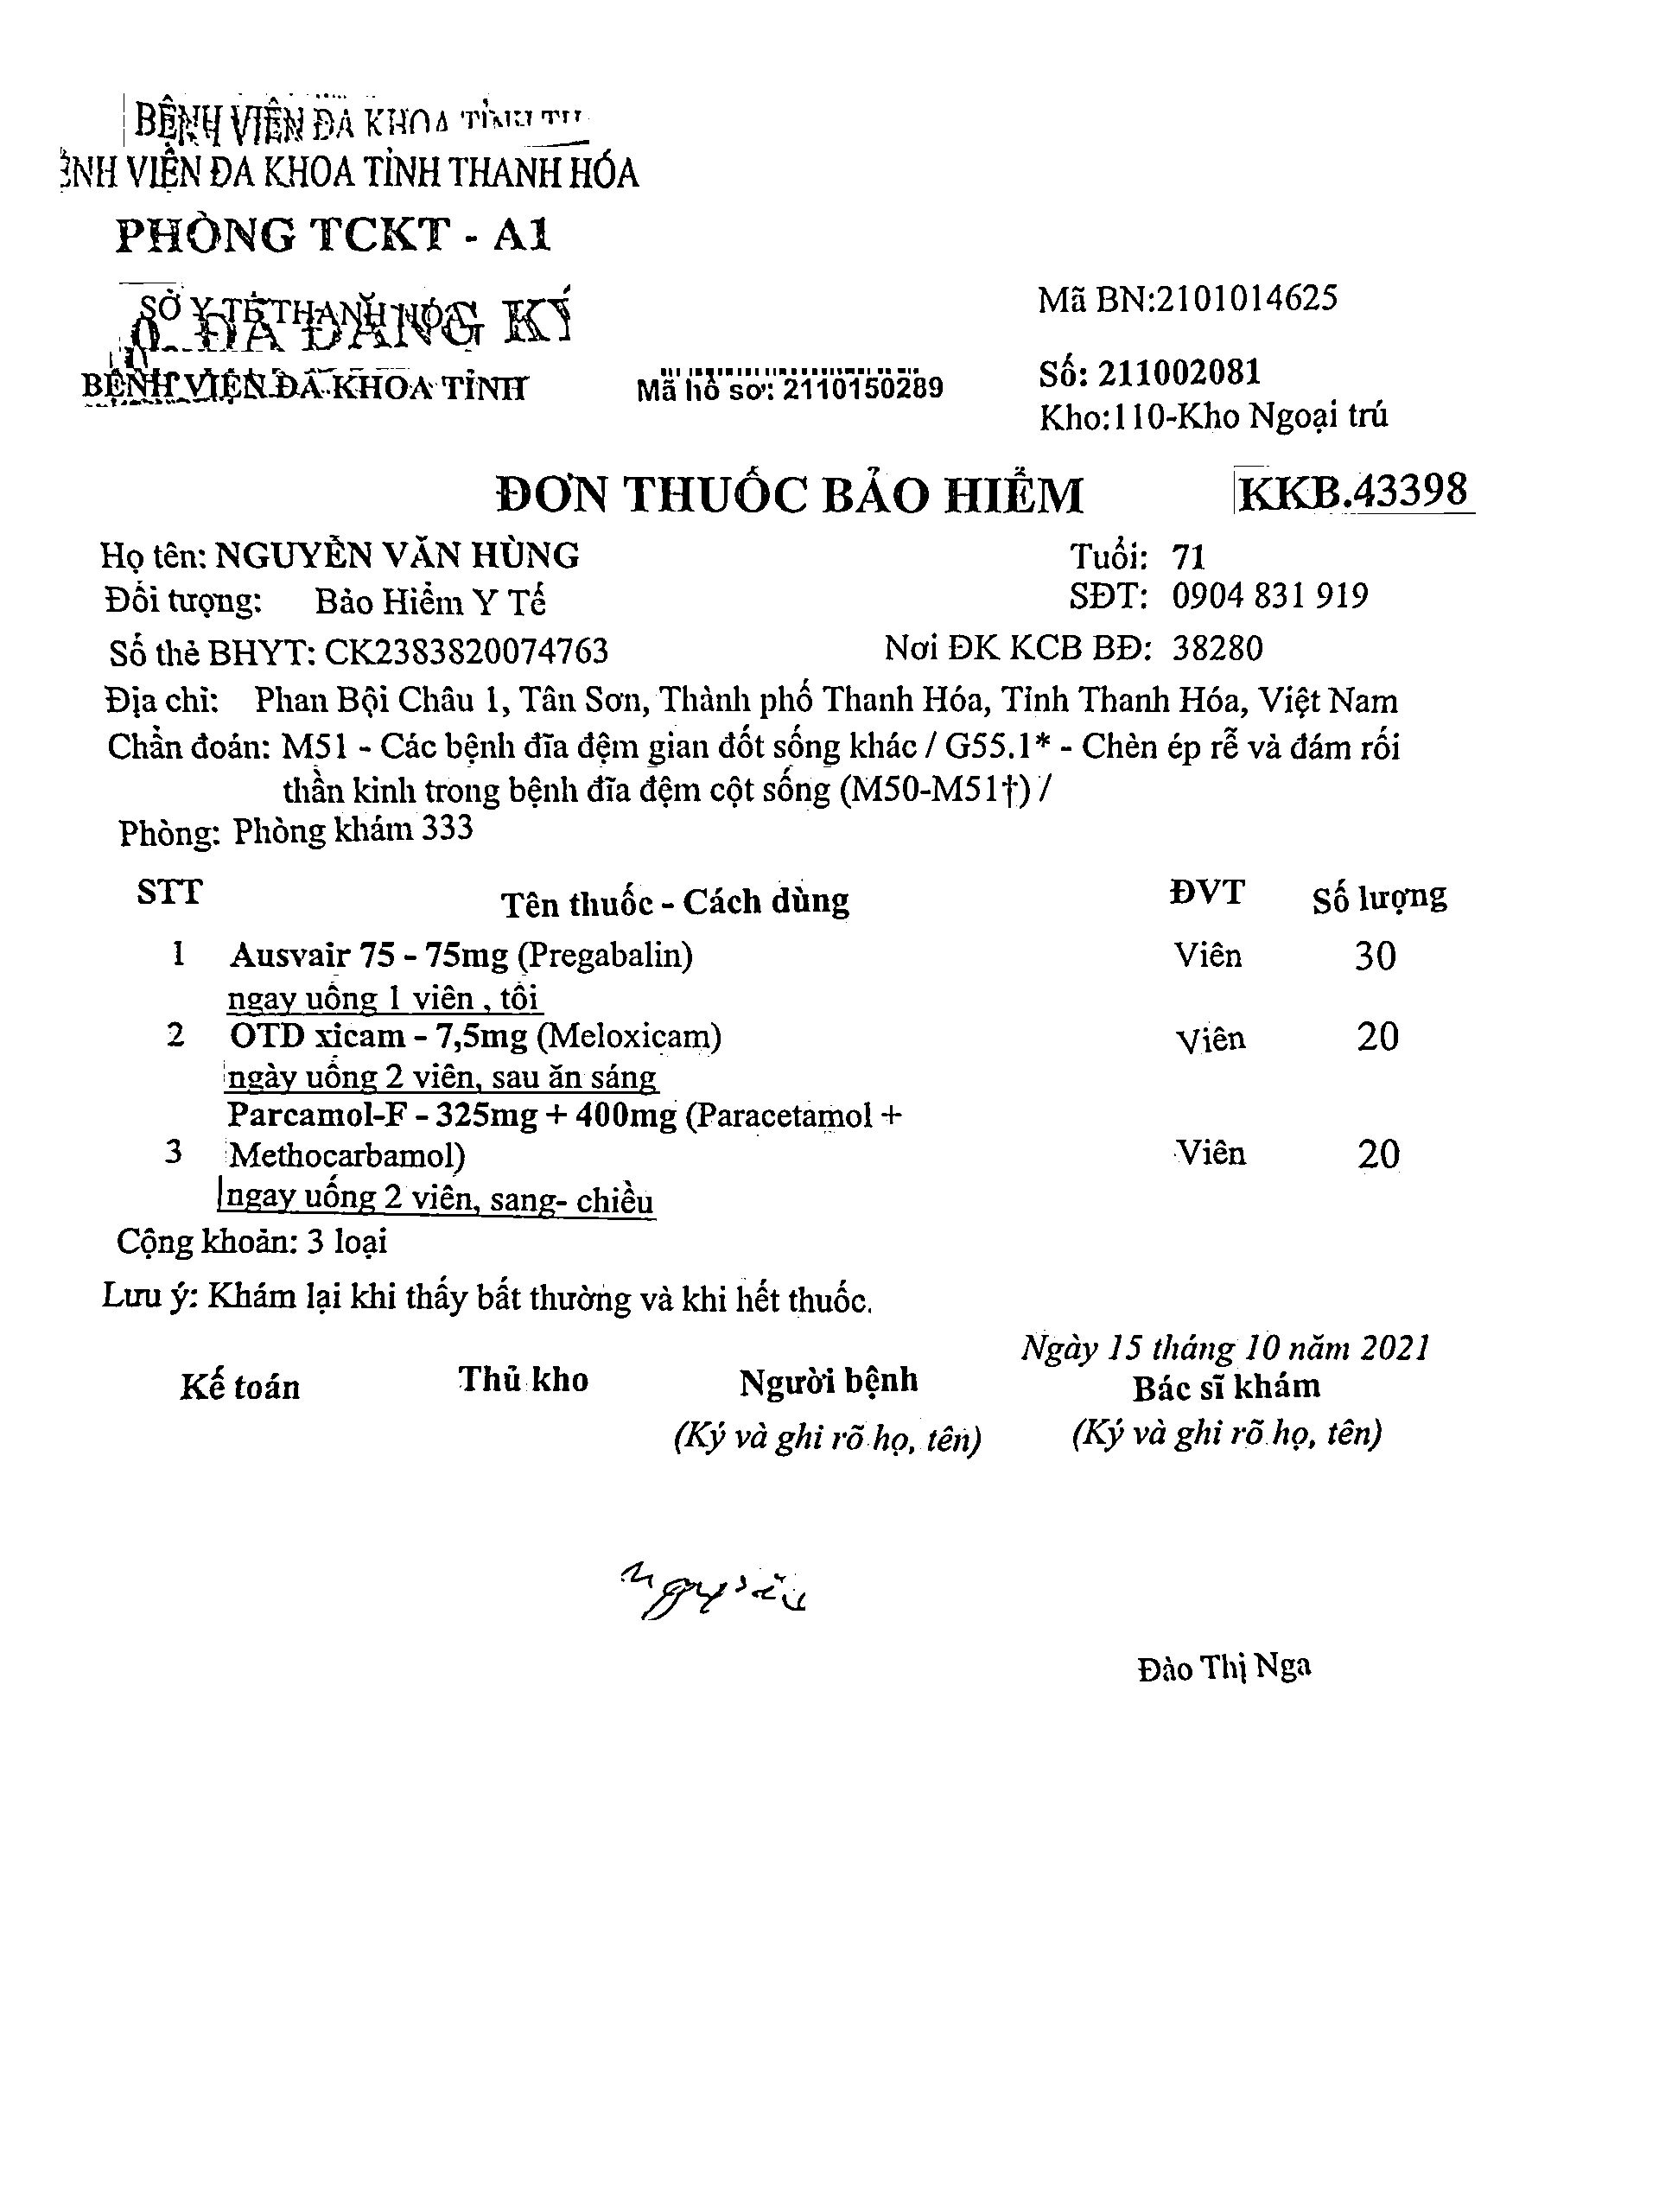 BỆNH VIỆN ĐA KHOA TỈNH
BỆNH VIỆN ĐA KHOA TỈNH THANH HÓA
PHÒNG TCKT - A1
SỞ Y TẾ THANH HÓA
ĐÃ ĐĂNG KÝ
BỆNH VIỆN ĐA KHOA TỈNH
Mã BN:2101014625
Mã hồ sơ: 2110150289
Số: 211002081
Kho:110-Kho Ngoại trú
ĐƠN THUỐC BẢO HIỂM KKB.43398
Họ tên: NGUYỄN VĂN HÙNG Tuổi: 71
Đối tượng: Bảo Hiểm Y Tế SĐT: 0904 831 919
Số thẻ BHYT: CK2383820074763 Nơi ĐK KCB BĐ: 38280
Địa chỉ: Phan Bội Châu 1, Tân Sơn, Thành phố Thanh Hóa, Tỉnh Thanh Hóa, Việt Nam
Chẩn đoán: M51 - Các bệnh đĩa đệm gian đốt sống khác / G55.1* - Chèn ép rễ và đám rối
thần kinh trong bệnh đĩa đệm cột sống (M50-M51†) /
Phòng: Phòng khám 333
STT Tên thuốc - Cách dùng ĐVT Số lượng
1 Ausvair 75 - 75mg (Pregabalin) Viên 30
ngay uống 1 viên , tối
2 OTD xicam - 7,5mg (Meloxicam) Viên 20
ngày uống 2 viên, sau ăn sáng
Parcamol-F - 325mg + 400mg (Paracetamol +
3 Methocarbamol) Viên 20
ngay uống 2 viên, sang- chiều
Cộng khoản: 3 loại
Lưu ý: Khám lại khi thấy bất thường và khi hết thuốc.
Ngày 15 tháng 10 năm 2021
Kế toán Thủ kho Người bệnh Bác sĩ khám
(Ký và ghi rõ họ, tên) (Ký và ghi rõ họ, tên)
Đào Thị Nga